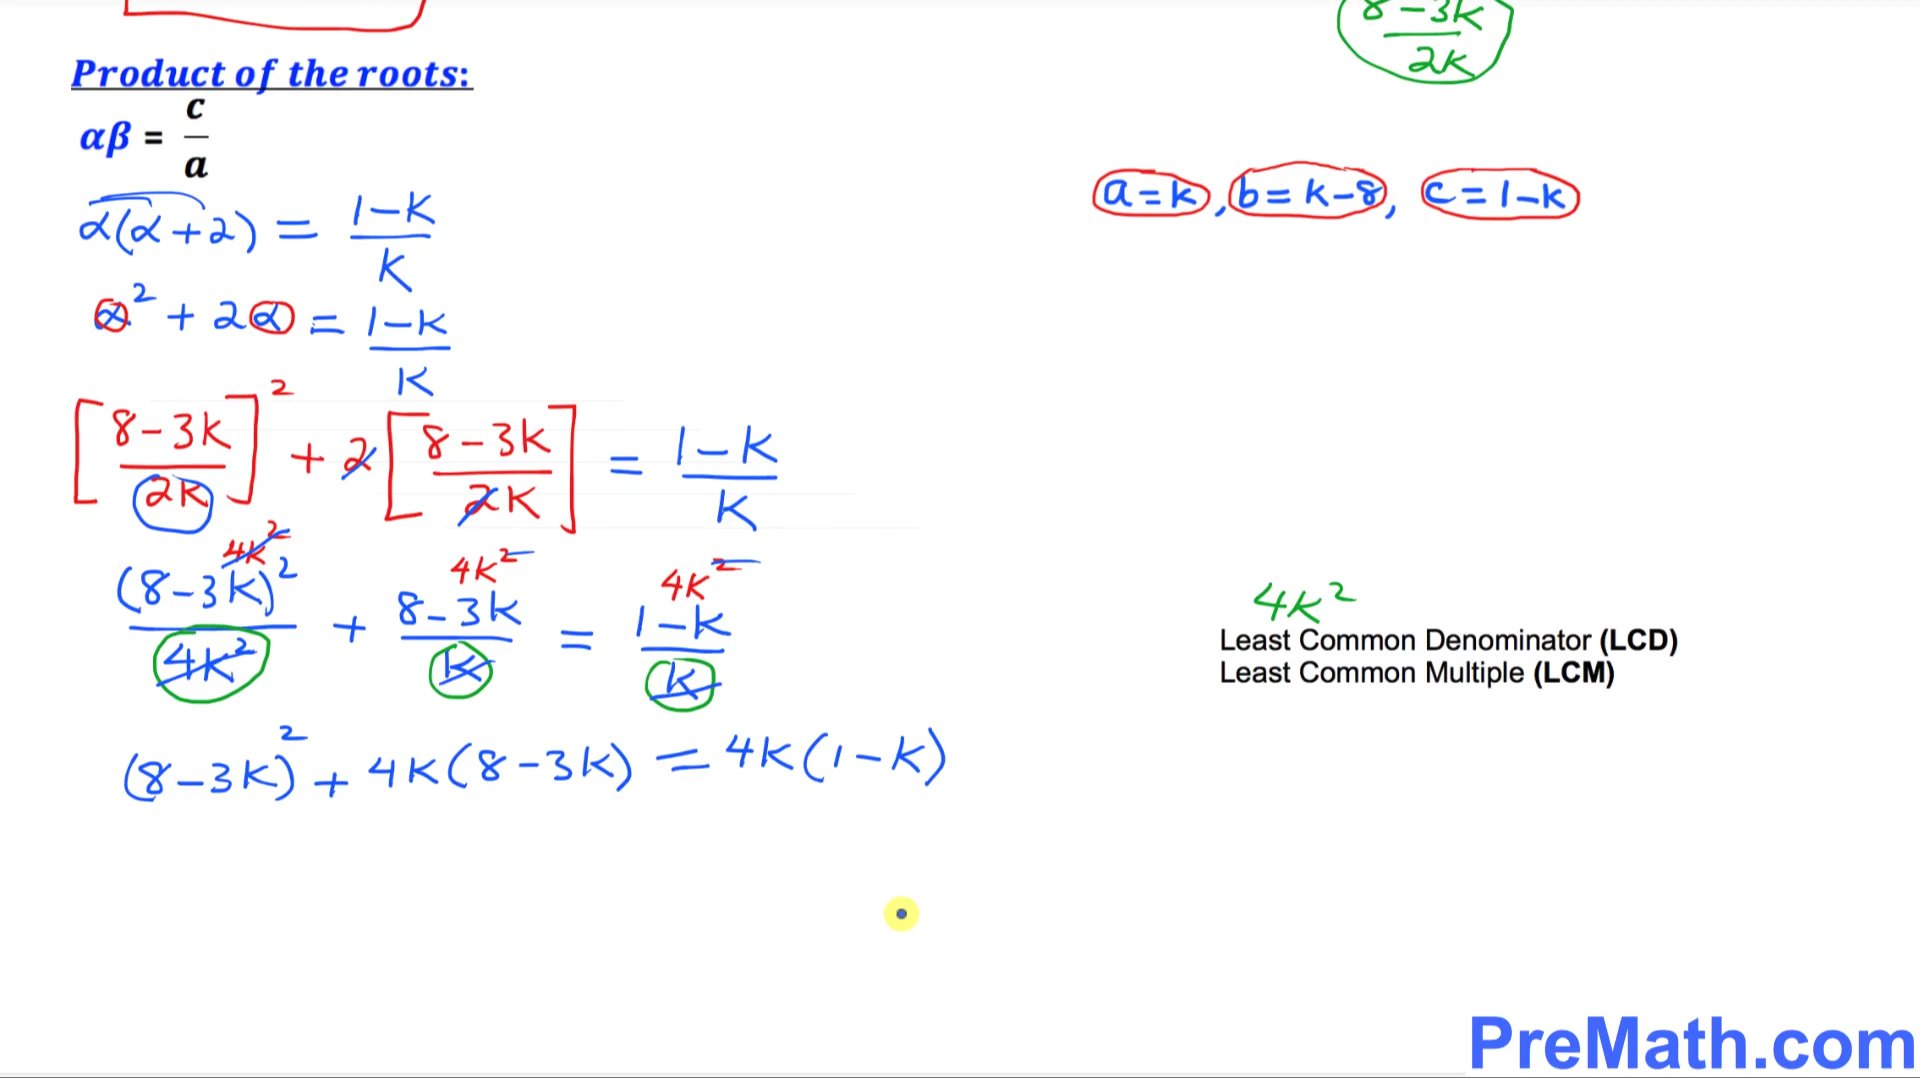 8-3K
2K
Product of the roots:
αβ = c/a
a=k, b=k-8, c=1-k
α(α+2) = 1-K/K
α² + 2α = 1-K/K
[8-3K/2K]² + 2[8-3K/2K] = 1-K/K
4K² 4K² 4K²
(8-3K)²/4K² + 8-3K/K = 1-K/K
4K²
Least Common Denominator (LCD)
Least Common Multiple (LCM)
(8-3K)² + 4K(8-3K) = 4K(1-K)
PreMath.com